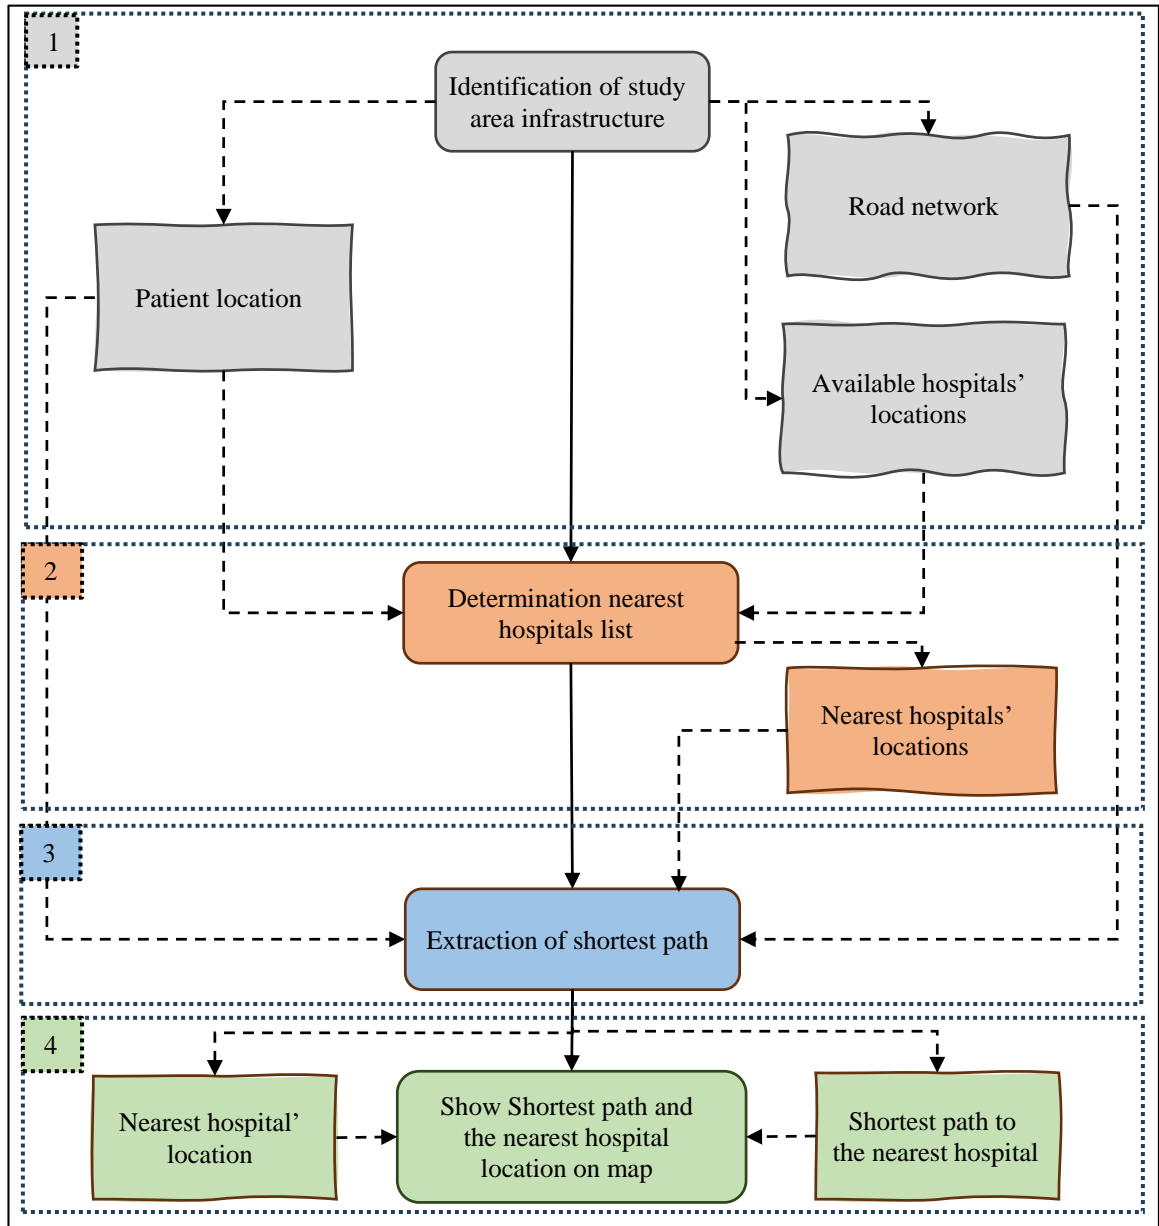 1
Identification of study
area infrastructure
Road network
Patient location
Available hospitals’
locations
2
Determination nearest
hospitals list
Nearest hospitals’
locations
3
Extraction of shortest path
4
Nearest hospital’
location
Show Shortest path and
the nearest hospital
location on map
Shortest path to
the nearest hospital